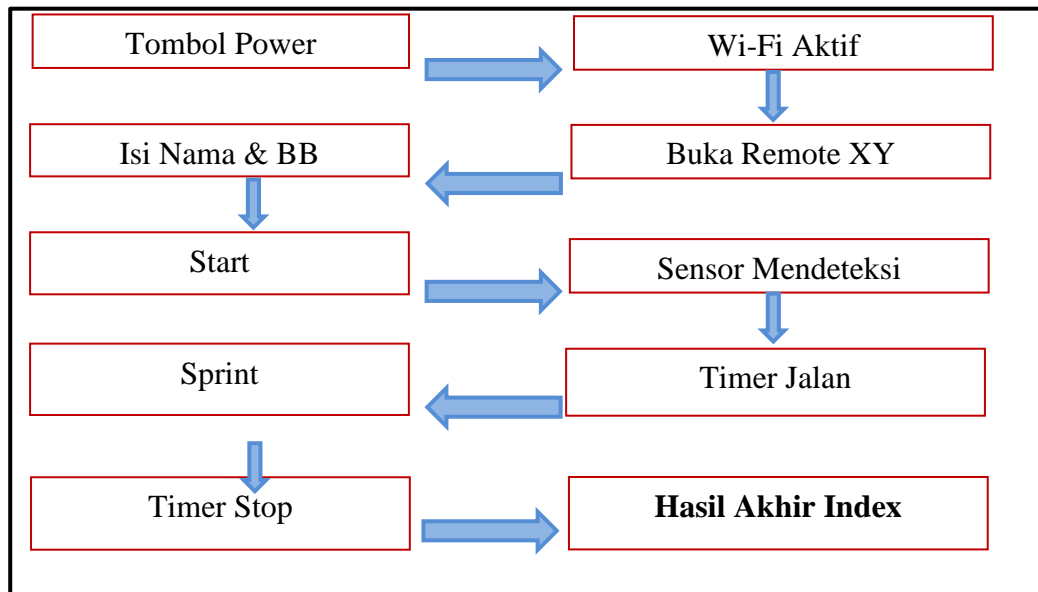 Tombol Power
Wi-Fi Aktif
Isi Nama & BB
Buka Remote XY
Start
Sensor Mendeteksi
Sprint
Timer Jalan
Timer Stop
Hasil Akhir Index